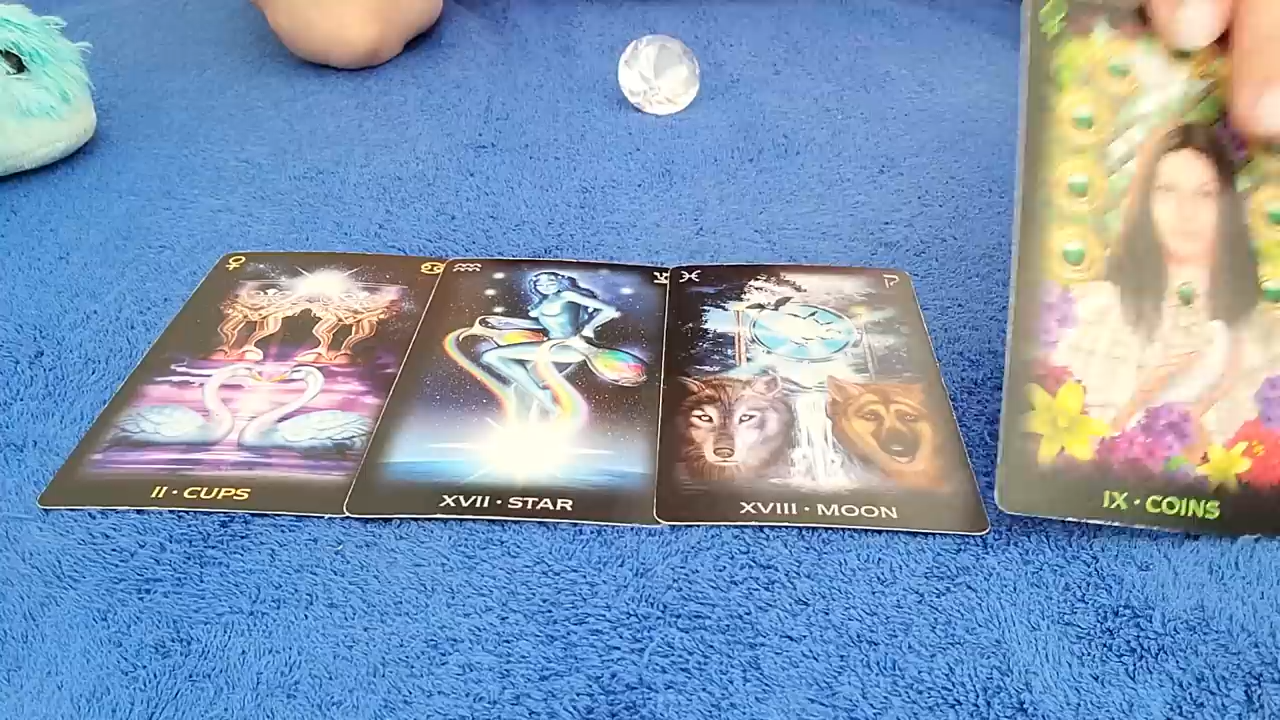 II · CUPS
XVII · STAR
XVIII · MOON
IX · COINS